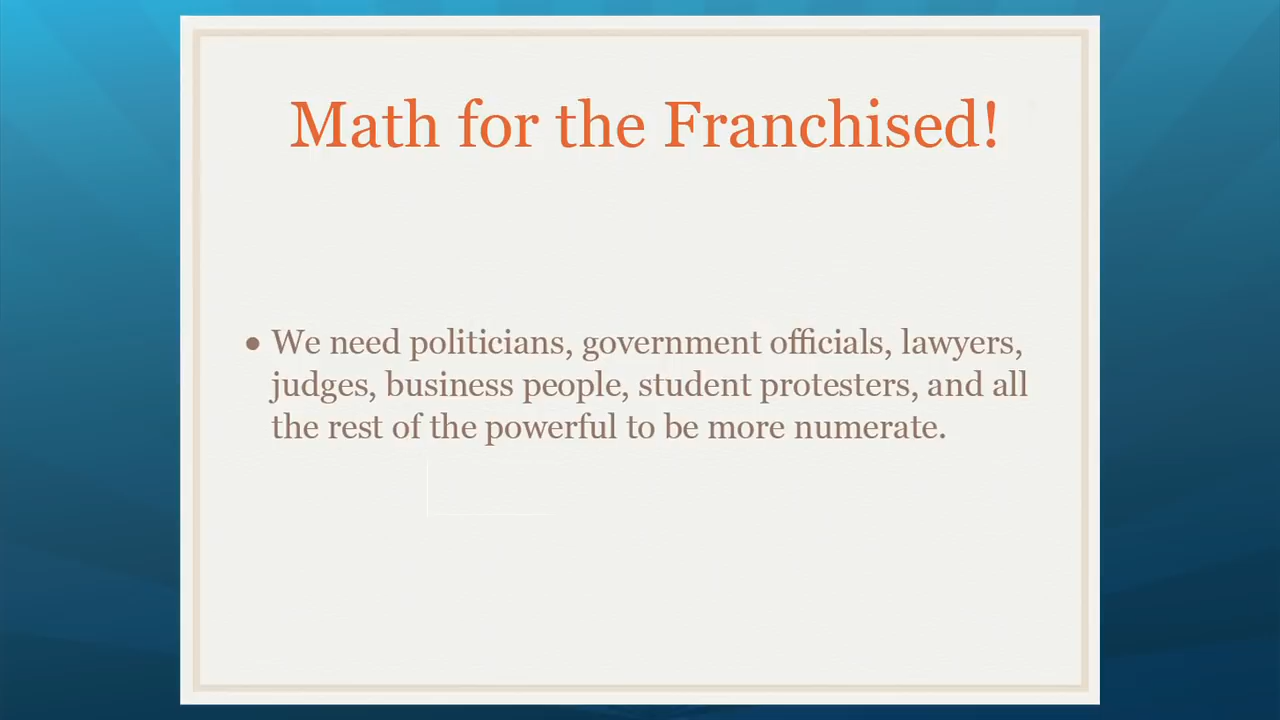 Math for the Franchised!
• We need politicians, government officials, lawyers,
judges, business people, student protesters, and all
the rest of the powerful to be more numerate.